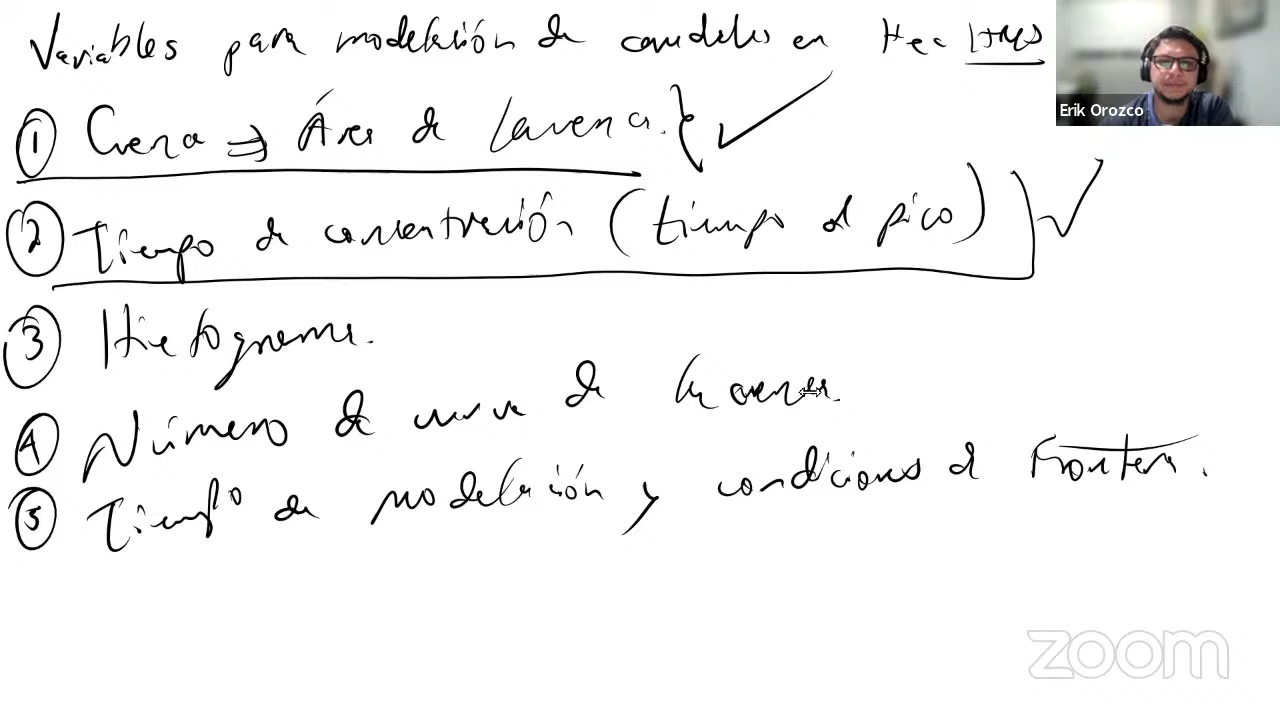 Variables para modelación de caudales en Hec HMS
Erik Orozco
① Cuenca ⇒ Área de la cuenca. } ✓
② Tiempo de concentración (tiempo al pico) ✓
③ Hietograma.
④ Número de curva de la cuenca.
⑤ Tiempo de modelación y condiciones de Frontera.
zoom